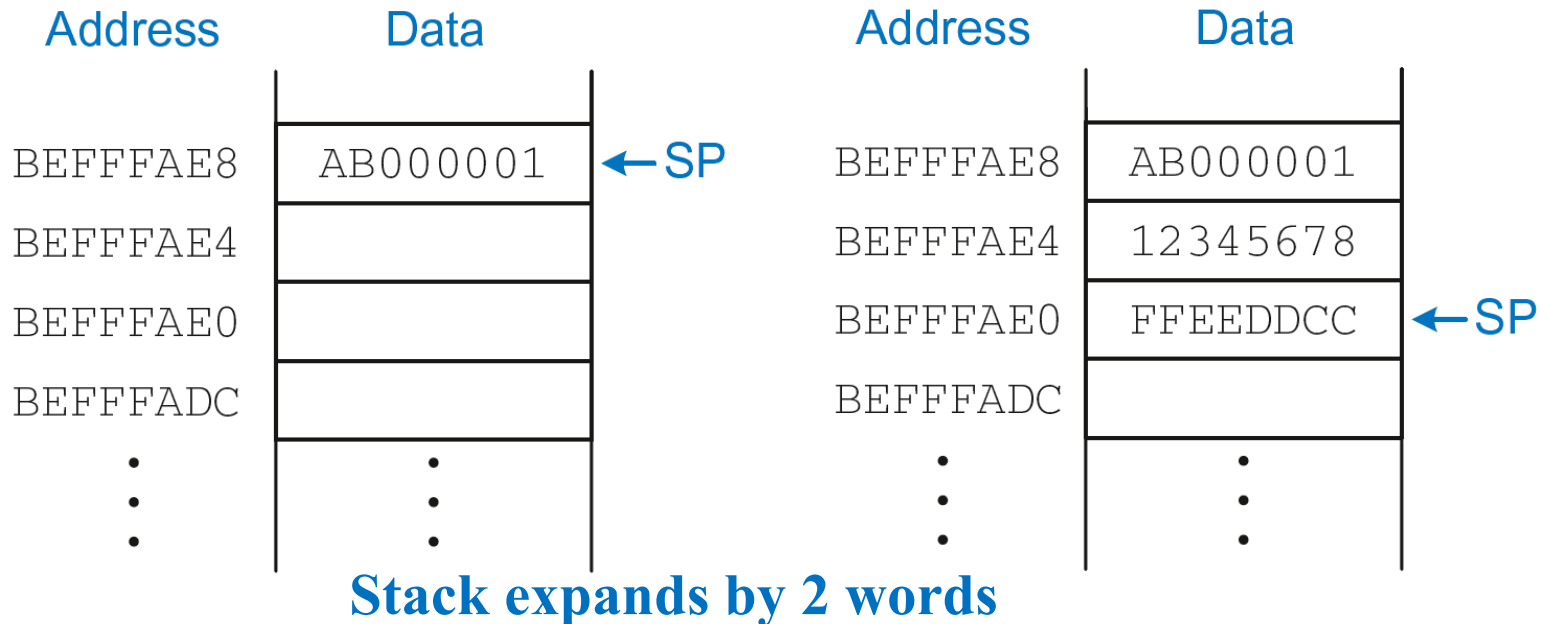 Address Data Address Data
BEFFFAE8 AB000001 SP BEFFFAE8 AB000001
BEFFFAE4 BEFFFAE4 12345678
BEFFFAE0 BEFFFAE0 FFEEDDCC SP
BEFFFADC BEFFFADC
Stack expands by 2 words